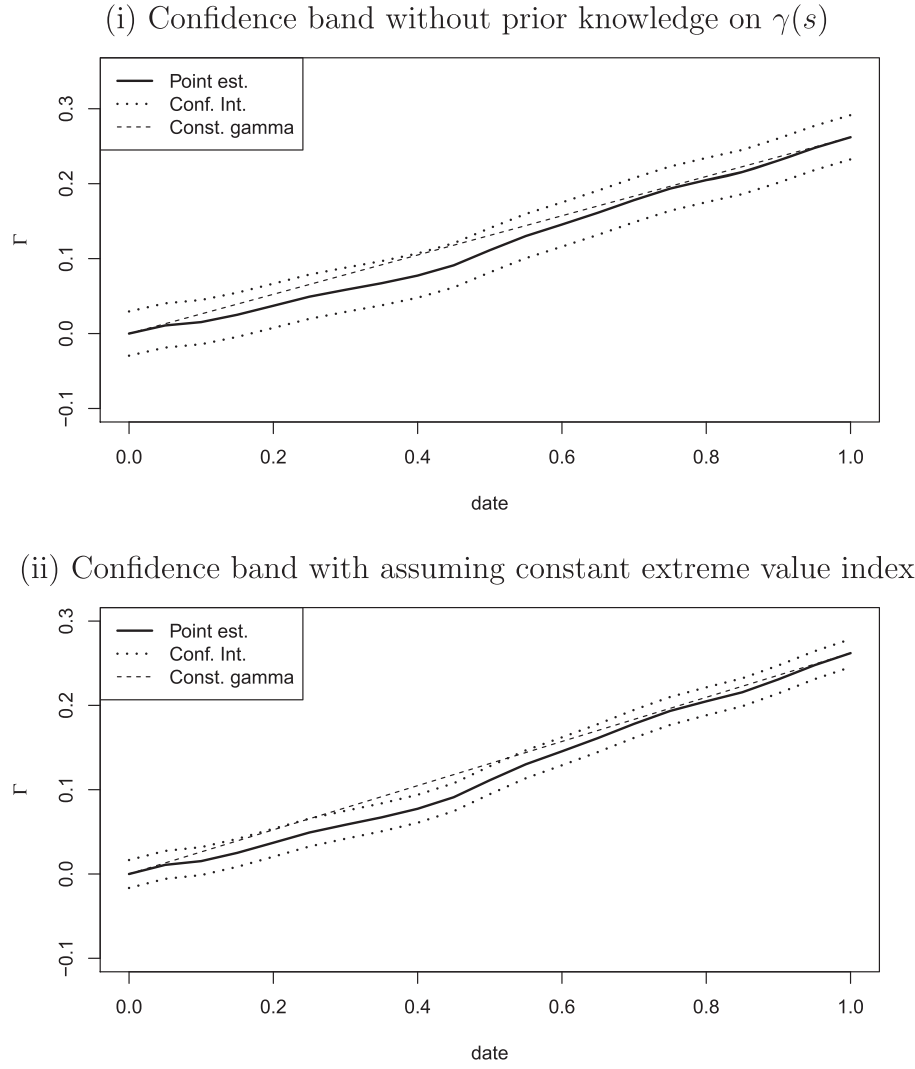 (i) Confidence band without prior knowledge on γ(s)
Point est.
Conf. Int.
Const. gamma
0.3
0.2
0.1
0.0
−0.1
Γ
0.0 0.2 0.4 0.6 0.8 1.0
date
(ii) Confidence band with assuming constant extreme value index
Point est.
Conf. Int.
Const. gamma
0.3
0.2
0.1
0.0
−0.1
Γ
0.0 0.2 0.4 0.6 0.8 1.0
date